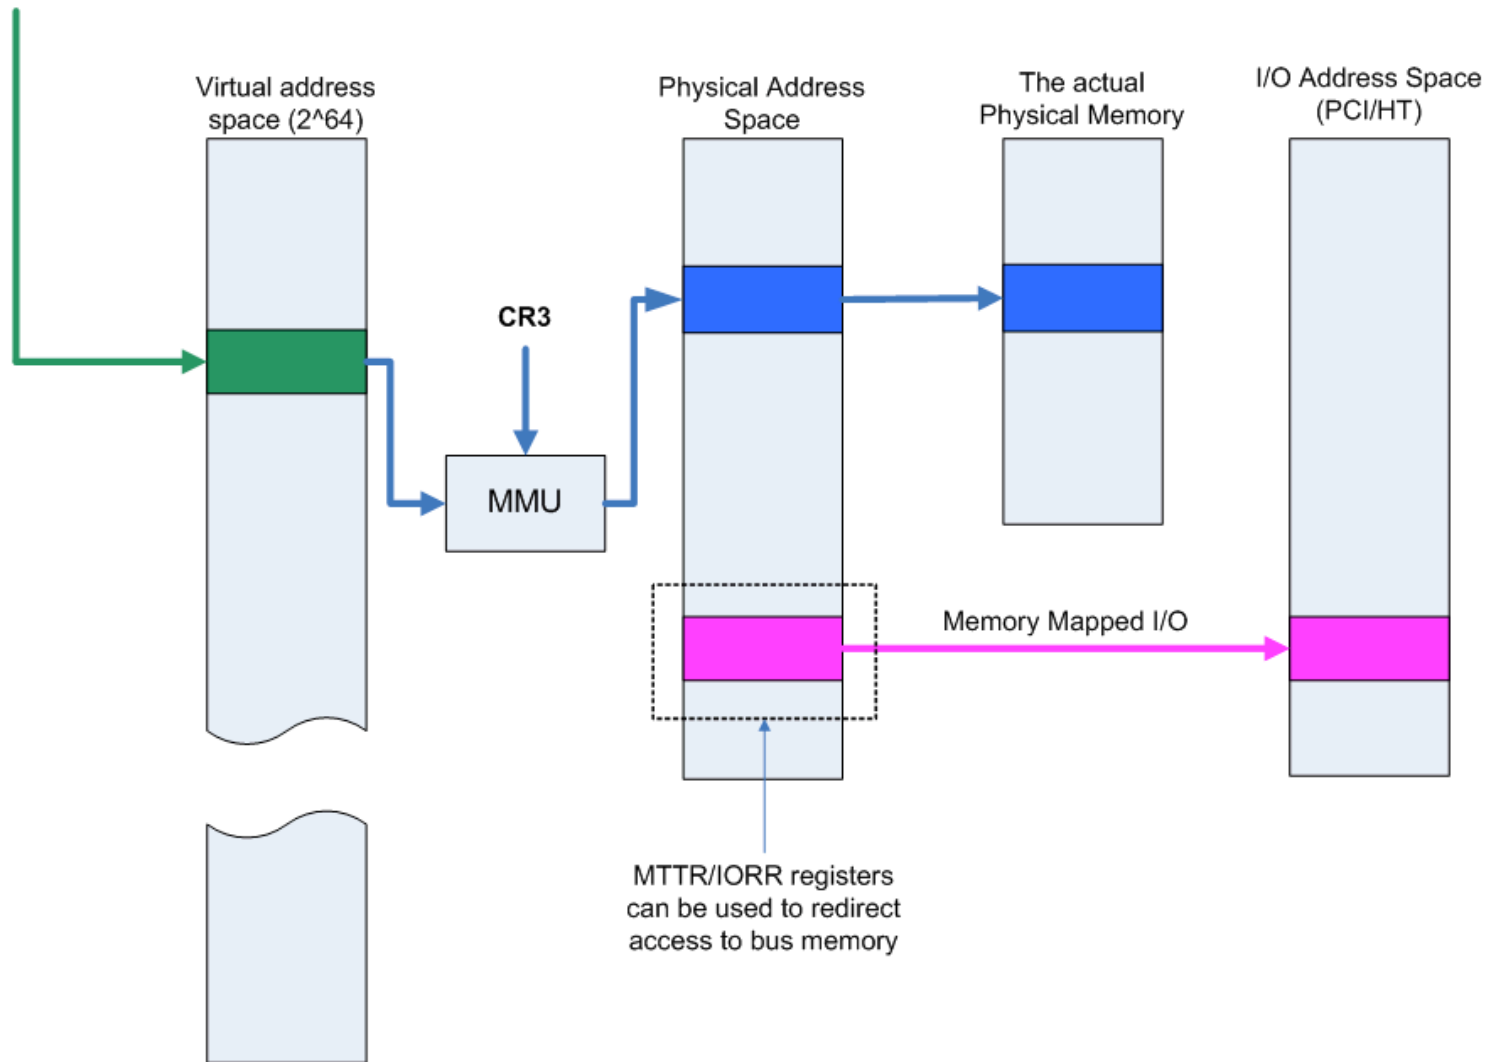 Virtual address
space (2^64)
Physical Address
Space
The actual
Physical Memory
I/O Address Space
(PCI/HT)
CR3
MMU
Memory Mapped I/O
MTTR/IORR registers
can be used to redirect
access to bus memory